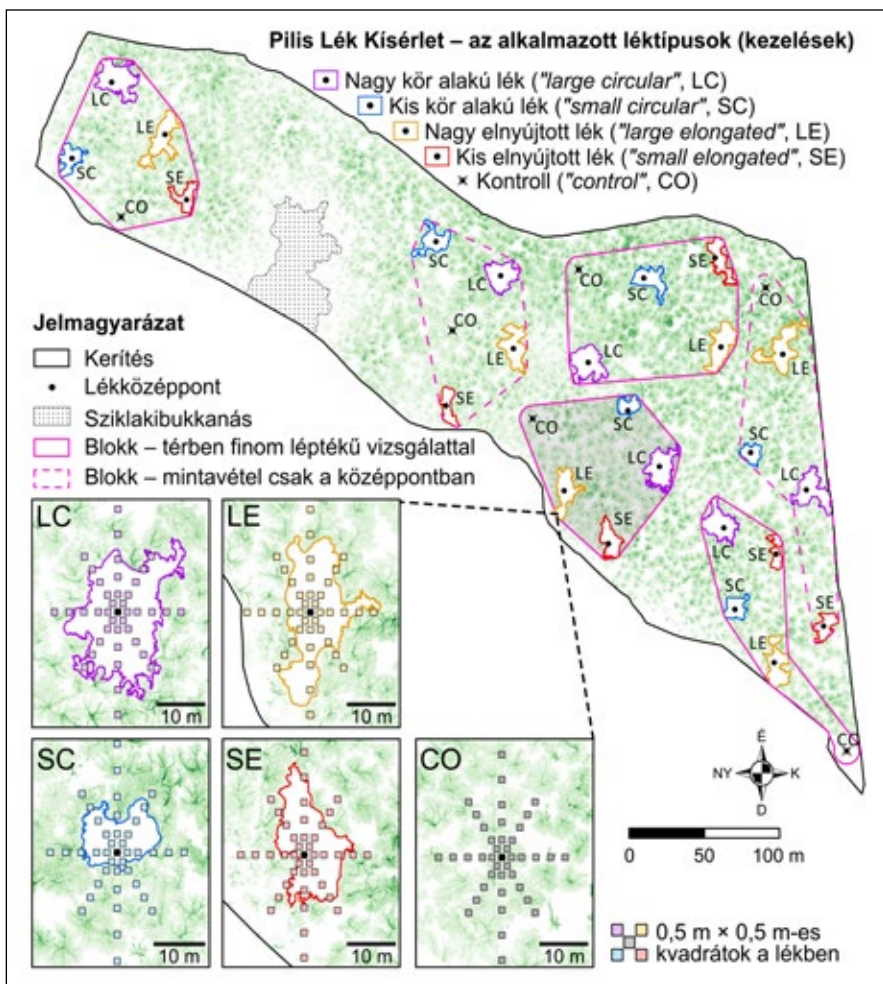 Pilis Lék Kísérlet – az alkalmazott léktípusok (kezelések)
Nagy kör alakú lék ("large circular", LC)
Kis kör alakú lék ("small circular", SC)
Nagy elnyújtott lék ("large elongated", LE)
Kis elnyújtott lék ("small elongated", SE)
Kontroll ("control", CO)
LC
LE
SC
SE
CO
SC
LC
CO
LE
SE
CO
SC
SE
LC
LE
CO
LE
SC
LC
SE
CO
SC
LC
LE
SE
LC
SE
SC
LE
CO
Jelmagyarázat
Kerítés
Lékközéppont
Sziklakibukkanás
Blokk – térben finom léptékű vizsgálattal
Blokk – mintavétel csak a középpontban
LC
10 m
LE
10 m
SC
10 m
SE
10 m
CO
10 m
É
NY
K
D
0 50 100 m
0,5 m × 0,5 m-es
kvadrátok a lékben